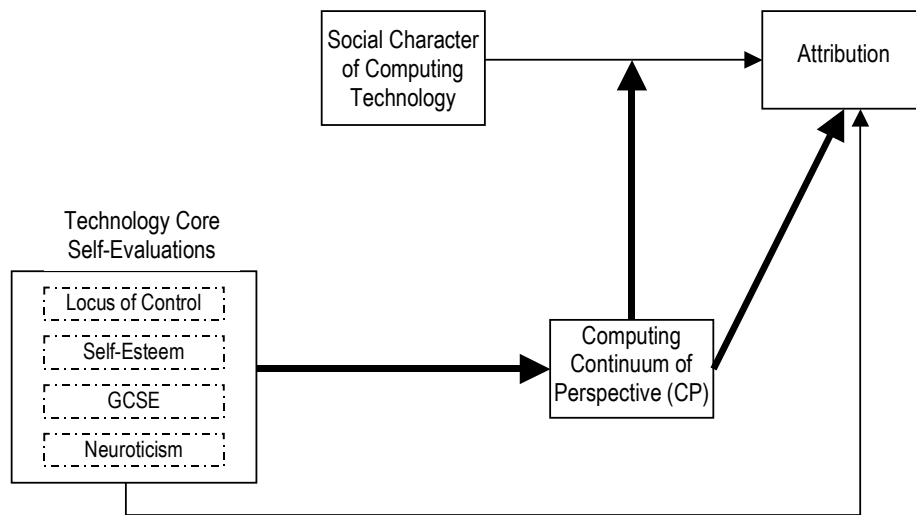 Social Character
of Computing
Technology
Attribution
Technology Core
Self-Evaluations
Locus of Control
Self-Esteem
GCSE
Neuroticism
Computing
Continuum of
Perspective (CP)